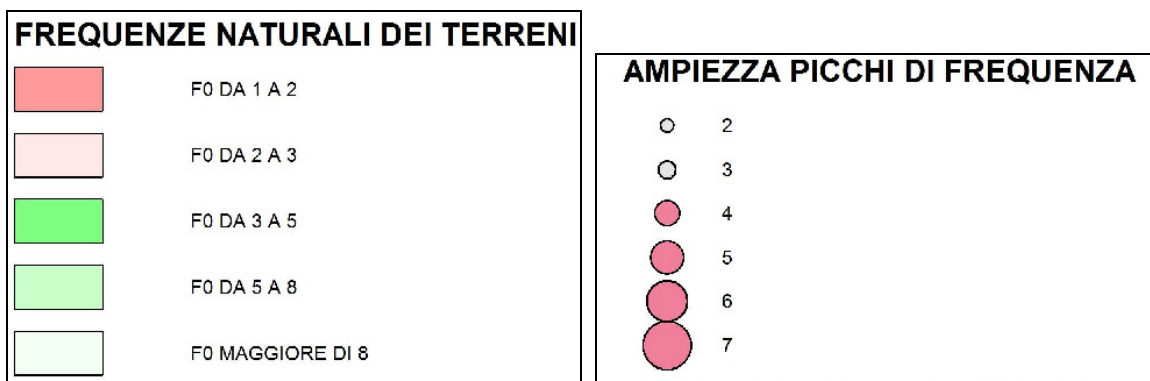 FREQUENZE NATURALI DEI TERRENI
F0 DA 1 A 2
F0 DA 2 A 3
F0 DA 3 A 5
F0 DA 5 A 8
F0 MAGGIORE DI 8
AMPIEZZA PICCHI DI FREQUENZA
2
3
4
5
6
7